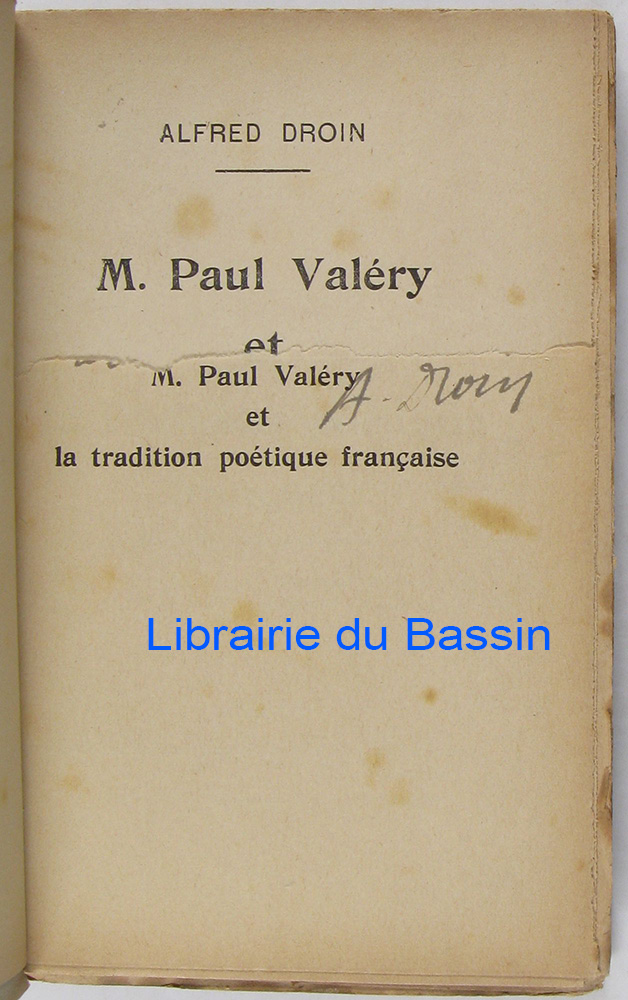 ALFRED DROIN
M. Paul Valéry
et
M. Paul Valéry
A. Droin
et
la tradition poétique française
Librairie du Bassin